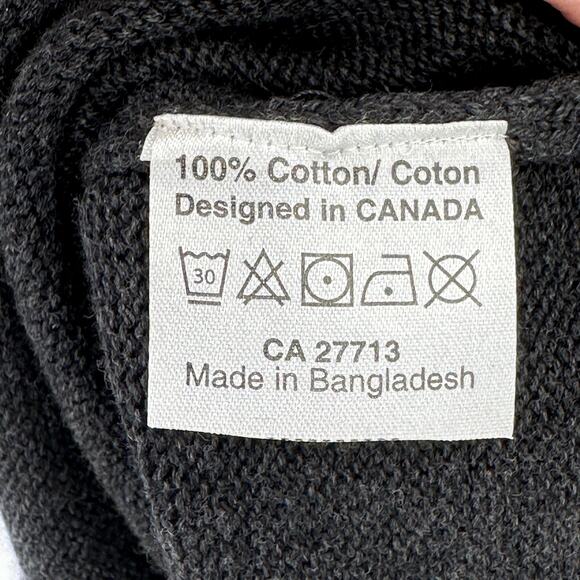 100% Cotton/ Coton
Designed in CANADA
30
CA 27713
Made in Bangladesh